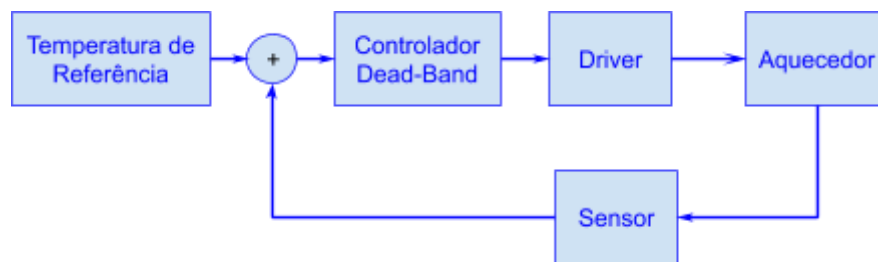 Temperatura de
Referência
+
Controlador
Dead-Band
Driver
Aquecedor
Sensor